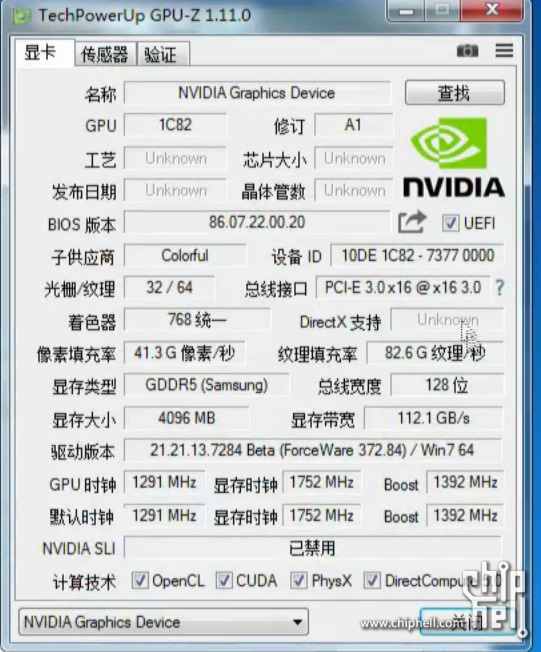 TechPowerUp GPU-Z 1.11.0
显卡 传感器 验证
名称 NVIDIA Graphics Device 查找
GPU 1C82 修订 A1
工艺 Unknown 芯片大小 Unknown
发布日期 Unknown 晶体管数 Unknown
NVIDIA
BIOS 版本 86.07.22.00.20 UEFI
子供应商 Colorful 设备 ID 10DE 1C82 - 7377 0000
光栅/纹理 32 / 64 总线接口 PCI-E 3.0 x16 @ x16 3.0 ?
着色器 768 统一 DirectX 支持 Unknown
像素填充率 41.3 G 像素/秒 纹理填充率 82.6 G 纹理/秒
显存类型 GDDR5 (Samsung) 总线宽度 128 位
显存大小 4096 MB 显存带宽 112.1 GB/s
驱动版本 21.21.13.7284 Beta (ForceWare 372.84) / Win7 64
GPU 时钟 1291 MHz 显存时钟 1752 MHz Boost 1392 MHz
默认时钟 1291 MHz 显存时钟 1752 MHz Boost 1392 MHz
NVIDIA SLI 已禁用
计算技术 OpenCL CUDA PhysX DirectCompute 5.0
chip hell
NVIDIA Graphics Device www.chiphell.com 关闭